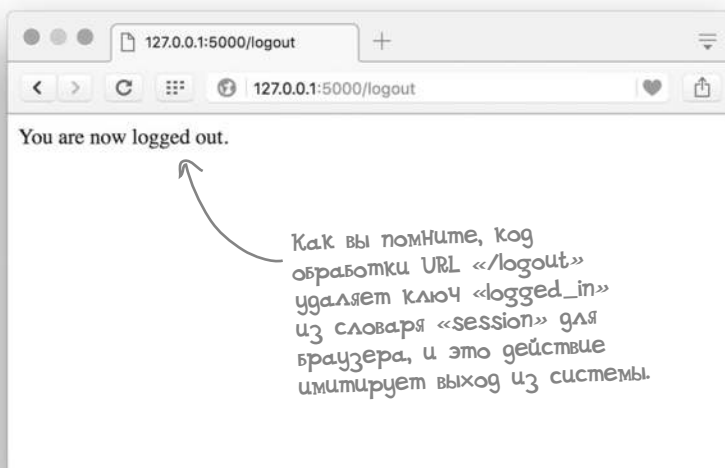 127.0.0.1:5000/logout
127.0.0.1:5000/logout
You are now logged out.
Как вы помните, код
обработки URL «/logout»
удаляет ключ «logged_in»
из словаря «session» для
браузера, и это действие
имитирует выход из системы.